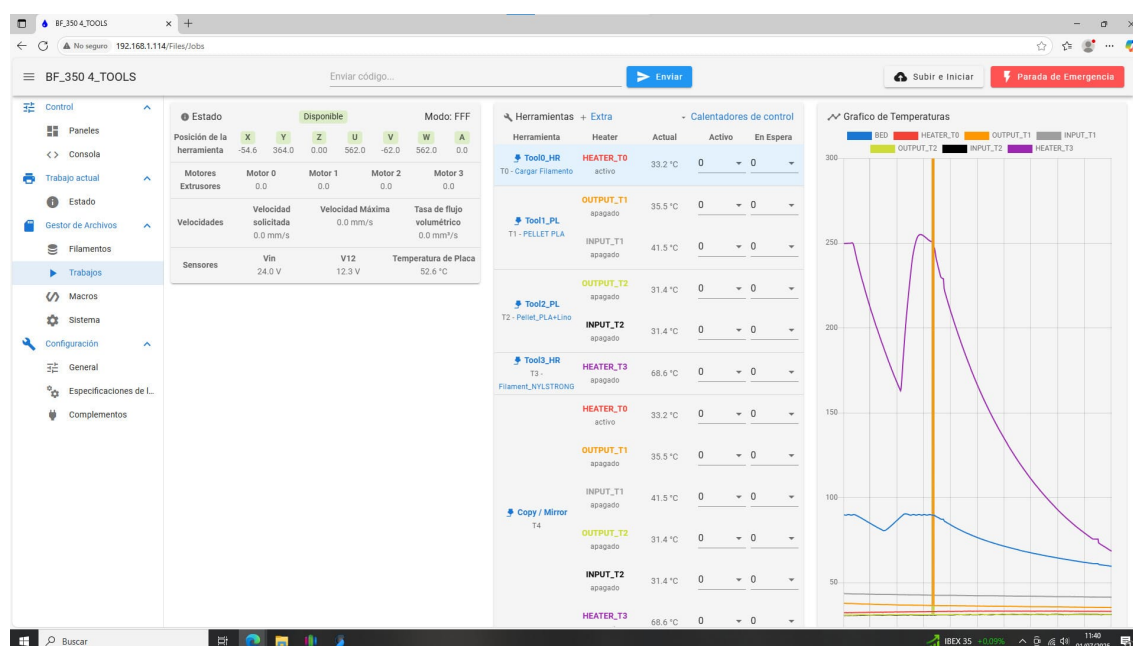 BF_350 4_TOOLS
No seguro 192.168.1.114/Files/Jobs
BF_350 4_TOOLS
Enviar código...
Enviar
Subir e Iniciar
Parada de Emergencia
Control
Paneles
Consola
Trabajo actual
Estado
Gestor de Archivos
Filamentos
Trabajos
Macros
Sistema
Configuración
General
Especificaciones de l...
Complementos
Estado Disponible Modo: FFF
Posición de la herramienta
X Y Z U V W A
-54.6 364.0 0.00 562.0 -62.0 562.0 0.0
Motores Extrusores
Motor 0 Motor 1 Motor 2 Motor 3
0.0 0.0 0.0 0.0
Velocidades
Velocidad solicitada
0.0 mm/s
Velocidad Máxima
0.0 mm/s
Tasa de flujo volumétrico
0.0 mm³/s
Sensores
Vin V12 Temperatura de Placa
24.0 V 12.3 V 52.6 °C
Herramientas + Extra Calentadores de control
Herramienta Heater Actual Activo En Espera
Tool0_HR
T0 - Cargar Filamento
HEATER_T0
activo
33.2 °C 0 0
Tool1_PL
T1 - PELLET PLA
OUTPUT_T1
apagado
35.5 °C 0 0
INPUT_T1
apagado
41.5 °C 0 0
Tool2_PL
T2 - Pellet_PLA+Lino
OUTPUT_T2
apagado
31.4 °C 0 0
INPUT_T2
apagado
31.4 °C 0 0
Tool3_HR
T3 -
Filament_NYLSTRONG
HEATER_T3
apagado
68.6 °C 0 0
Copy / Mirror
T4
HEATER_T0
activo
33.2 °C 0 0
OUTPUT_T1
apagado
35.5 °C 0 0
INPUT_T1
apagado
41.5 °C 0 0
OUTPUT_T2
apagado
31.4 °C 0 0
INPUT_T2
apagado
31.4 °C 0 0
HEATER_T3
68.6 °C 0 0
Grafico de Temperaturas
BED HEATER_T0 OUTPUT_T1 INPUT_T1
OUTPUT_T2 INPUT_T2 HEATER_T3
300
250
200
150
100
50
Buscar
IBEX 35 +0,09%
11:40
01/07/2025